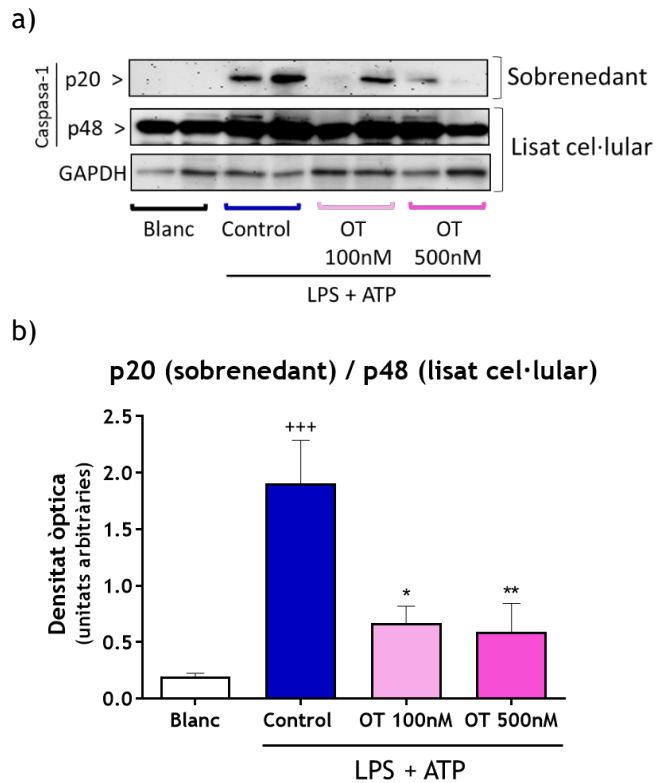 a)
Caspasa-1
p20 >
Sobrenedant
p48 >
Lisat cel·lular
GAPDH
Blanc Control OT 100nM OT 500nM
LPS + ATP
b)
p20 (sobrenedant) / p48 (lisat cel·lular)
Densitat òptica
(unitats arbitràries)
2.5
2.0
1.5
1.0
0.5
0.0
+++
*
**
Blanc Control OT 100nM OT 500nM
LPS + ATP